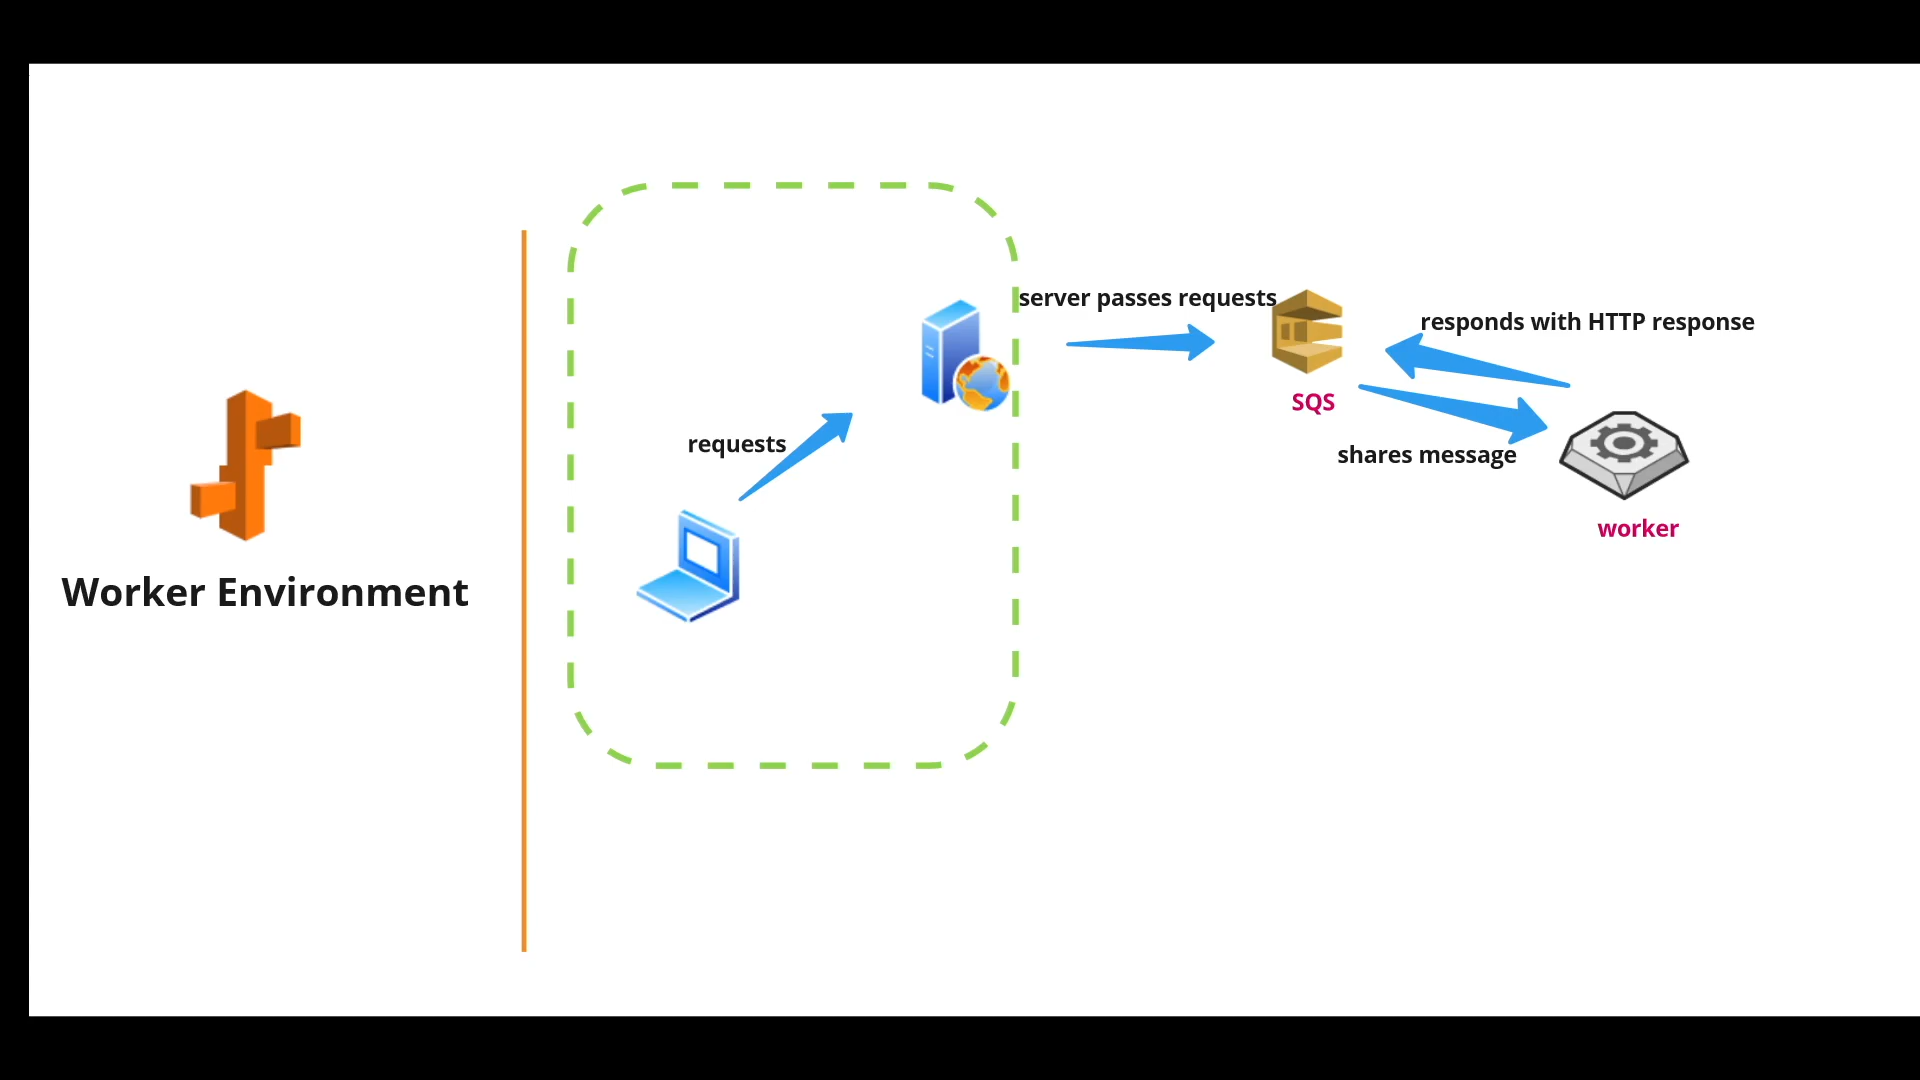 Worker Environment
requests
server passes requests
SQS
responds with HTTP response
shares message
worker